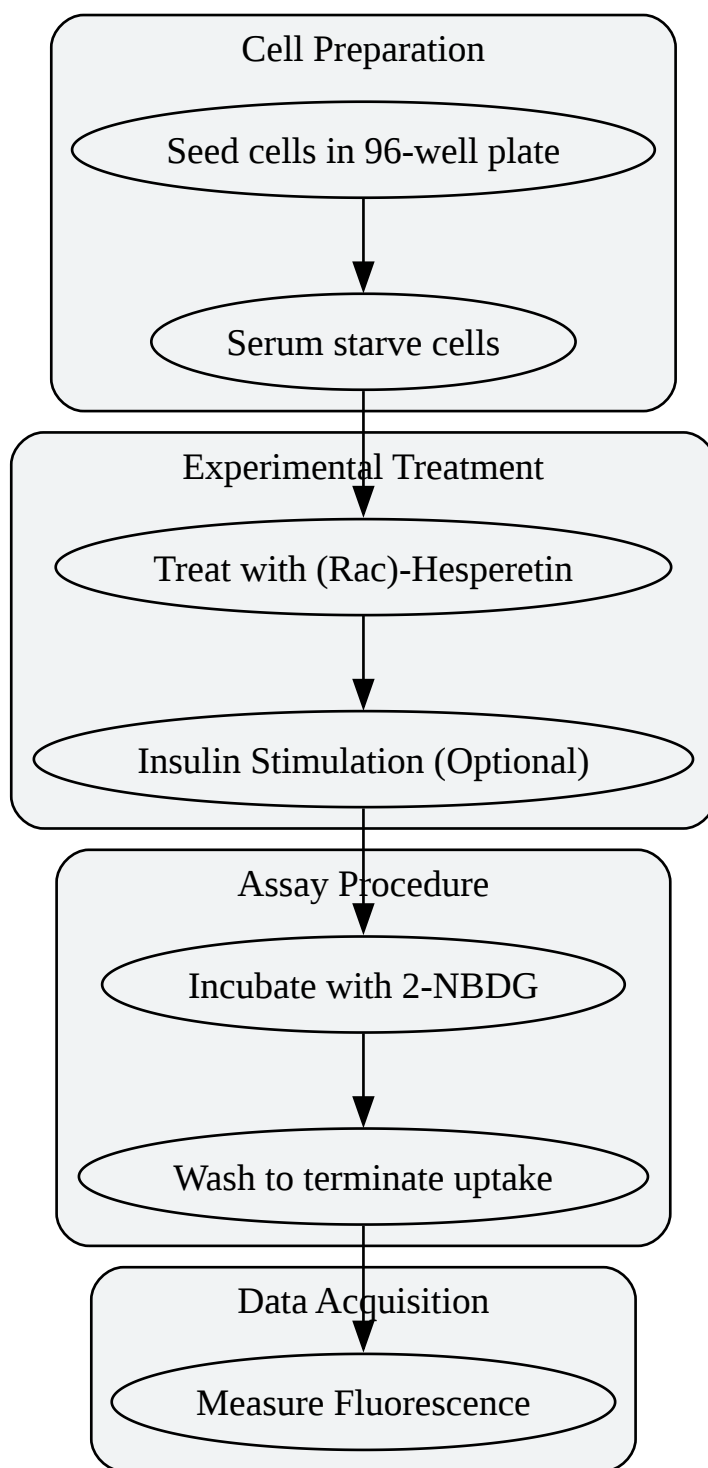 Cell Preparation
Seed cells in 96-well plate
Serum starve cells
Experimental Treatment
Treat with (Rac)-Hesperetin
Insulin Stimulation (Optional)
Assay Procedure
Incubate with 2-NBDG
Wash to terminate uptake
Data Acquisition
Measure Fluorescence